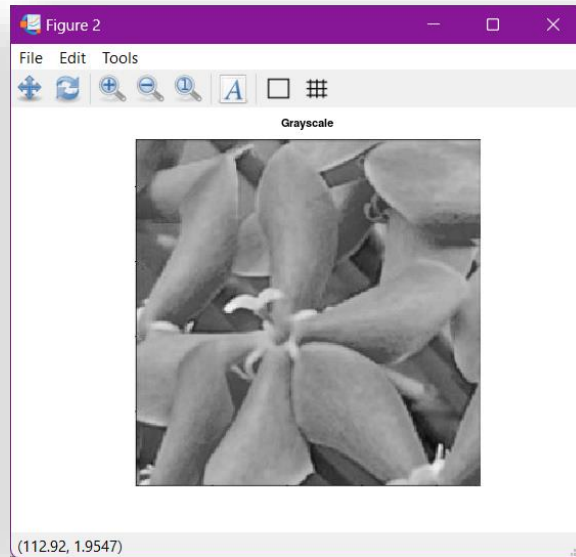 Figure 2
File Edit Tools
A
Grayscale
(112.92, 1.9547)